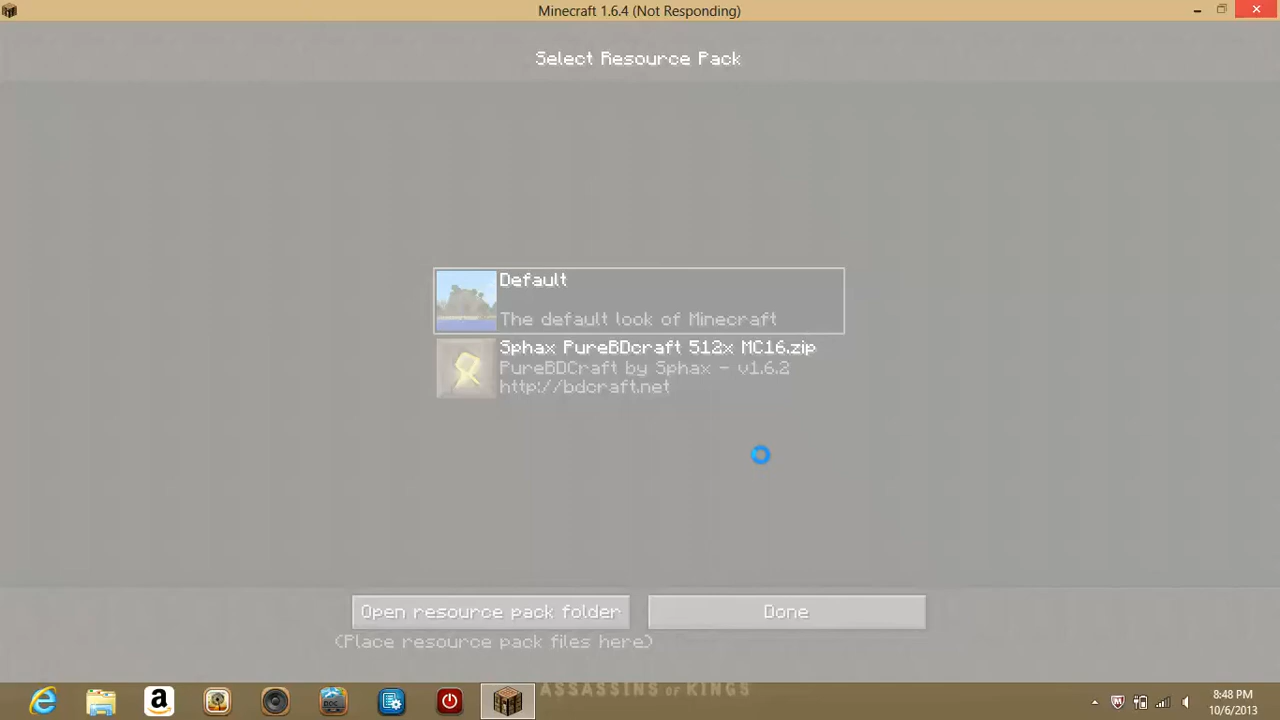 Minecraft 1.6.4 (Not Responding)
Select Resource Pack
Default
The default look of Minecraft
Sphax PureBDcraft 512x MC16.zip
PureBDCraft by Sphax - v1.6.2
http://bdcraft.net
Open resource pack folder
Done
(Place resource pack files here)
ASSASSINS OF KINGS
a
DOC
M
8:48 PM
10/6/2013